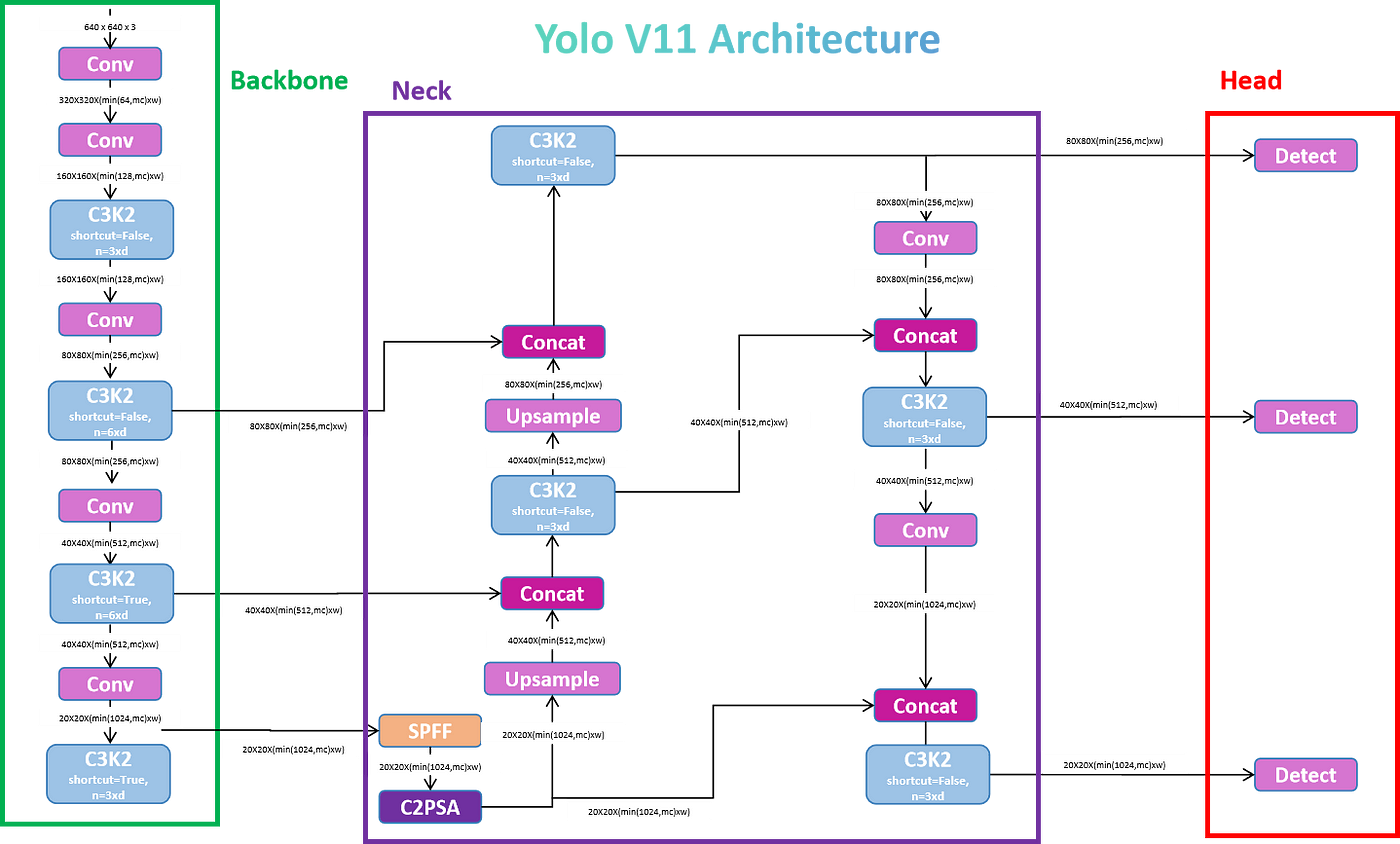 Yolo V11 Architecture
Backbone
640 x 640 x 3
Conv
320X320X(min(64,mc)xw)
Conv
160X160X(min(128,mc)xw)
C3K2
shortcut=False,
n=3xd
160X160X(min(128,mc)xw)
Conv
80X80X(min(256,mc)xw)
C3K2
shortcut=False,
n=6xd
80X80X(min(256,mc)xw)
80X80X(min(256,mc)xw)
Conv
40X40X(min(512,mc)xw)
C3K2
shortcut=True,
n=6xd
40X40X(min(512,mc)xw)
40X40X(min(512,mc)xw)
Conv
20X20X(min(1024,mc)xw)
20X20X(min(1024,mc)xw)
C3K2
shortcut=True,
n=3xd
Neck
C3K2
shortcut=False,
n=3xd
Concat
80X80X(min(256,mc)xw)
Upsample
40X40X(min(512,mc)xw)
C3K2
shortcut=False,
n=3xd
40X40X(min(512,mc)xw)
Concat
40X40X(min(512,mc)xw)
Upsample
20X20X(min(1024,mc)xw)
SPFF
20X20X(min(1024,mc)xw)
C2PSA
20X20X(min(1024,mc)xw)
80X80X(min(256,mc)xw)
Conv
80X80X(min(256,mc)xw)
Concat
C3K2
shortcut=False,
n=3xd
40X40X(min(512,mc)xw)
Conv
20X20X(min(1024,mc)xw)
Concat
C3K2
shortcut=False,
n=3xd
Head
80X80X(min(256,mc)xw)
Detect
40X40X(min(512,mc)xw)
Detect
20X20X(min(1024,mc)xw)
Detect